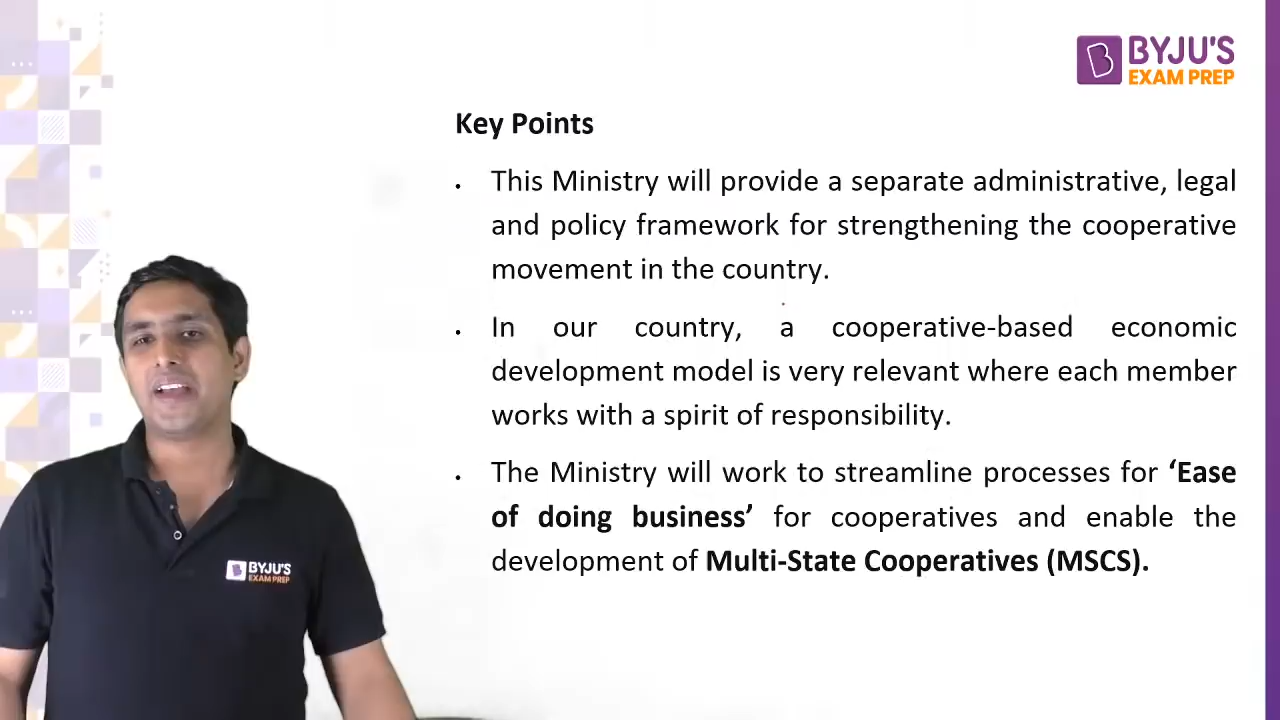 BYJU'S
EXAM PREP
Key Points
• This Ministry will provide a separate administrative, legal
and policy framework for strengthening the cooperative
movement in the country.
• In our country, a cooperative-based economic
development model is very relevant where each member
works with a spirit of responsibility.
• The Ministry will work to streamline processes for ‘Ease
of doing business’ for cooperatives and enable the
development of Multi-State Cooperatives (MSCS).
BYJU'S
EXAM PREP